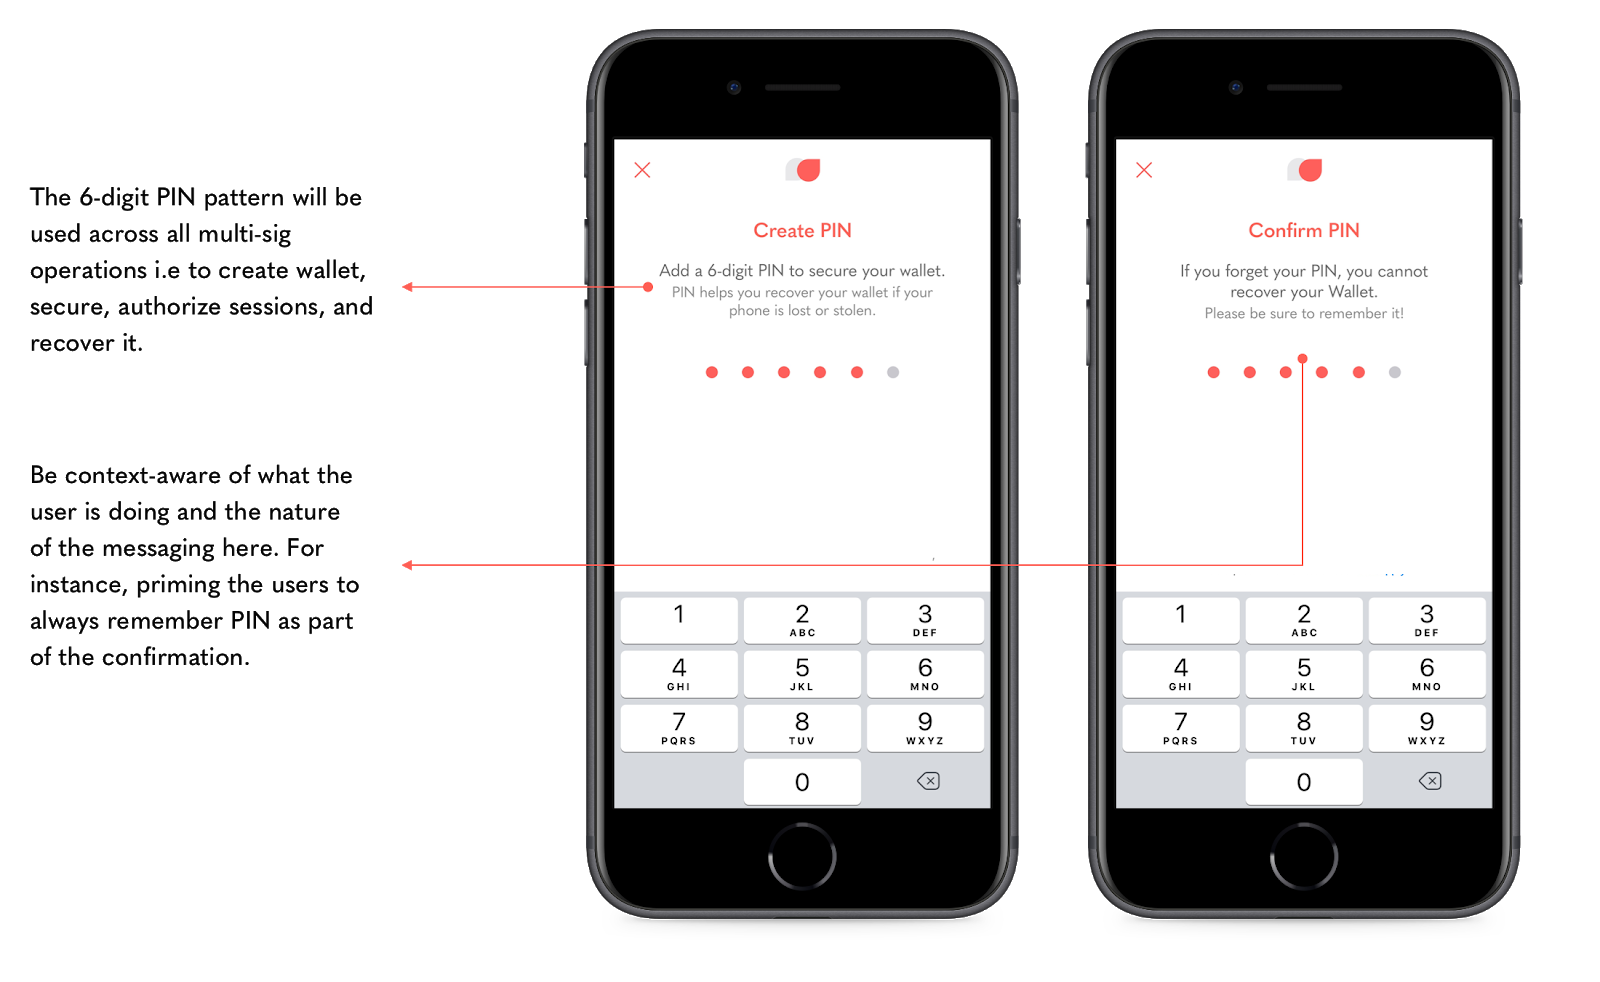 The 6-digit PIN pattern will be
used across all multi-sig
operations i.e to create wallet,
secure, authorize sessions, and
recover it.
Be context-aware of what the
user is doing and the nature
of the messaging here. For
instance, priming the users to
always remember PIN as part
of the confirmation.
Create PIN
Add a 6-digit PIN to secure your wallet.
PIN helps you recover your wallet if your
phone is lost or stolen.
1 2 3
ABC DEF
4 5 6
GHI JKL MNO
7 8 9
PQRS TUV WXYZ
0
Confirm PIN
If you forget your PIN, you cannot
recover your Wallet.
Please be sure to remember it!
1 2 3
ABC DEF
4 5 6
GHI JKL MNO
7 8 9
PQRS TUV WXYZ
0